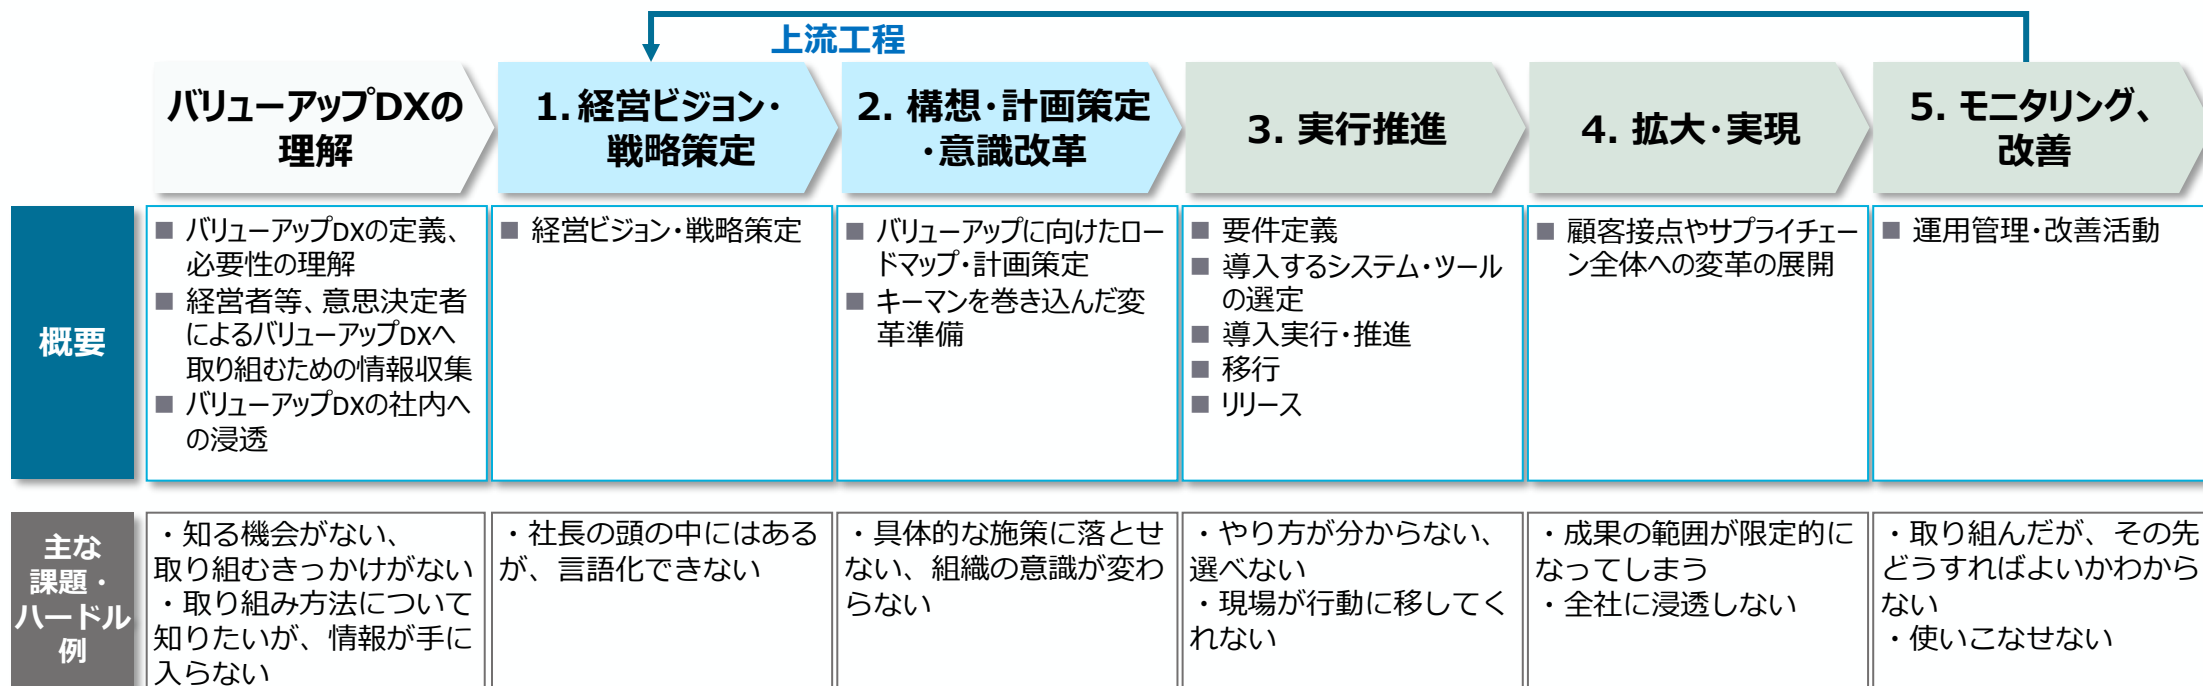 上流工程
バリューアップDXの
理解
1. 経営ビジョン・
戦略策定
2. 構想・計画策定
・意識改革
3. 実行推進
4. 拡大・実現
5. モニタリング、
改善
概要
■ バリューアップDXの定義、
必要性の理解
■ 経営者等、意思決定者
によるバリューアップDXへ
取り組むための情報収集
■ バリューアップDXの社内へ
の浸透
■ 経営ビジョン・戦略策定
■ バリューアップに向けたロー
ドマップ・計画策定
■ キーマンを巻き込んだ変
革準備
■ 要件定義
■ 導入するシステム・ツール
の選定
■ 導入実行・推進
■ 移行
■ リリース
■ 顧客接点やサプライチェー
ン全体への変革の展開
■ 運用管理・改善活動
主な
課題・
ハードル
例
・知る機会がない、
取り組むきっかけがない
・取り組み方法について
知りたいが、情報が手に
入らない
・社長の頭の中にはある
が、言語化できない
・具体的な施策に落とせ
ない、組織の意識が変わ
らない
・やり方が分からない、
選べない
・現場が行動に移してく
れない
・成果の範囲が限定的に
なってしまう
・全社に浸透しない
・取り組んだが、その先
どうすればよいかわから
ない
・使いこなせない